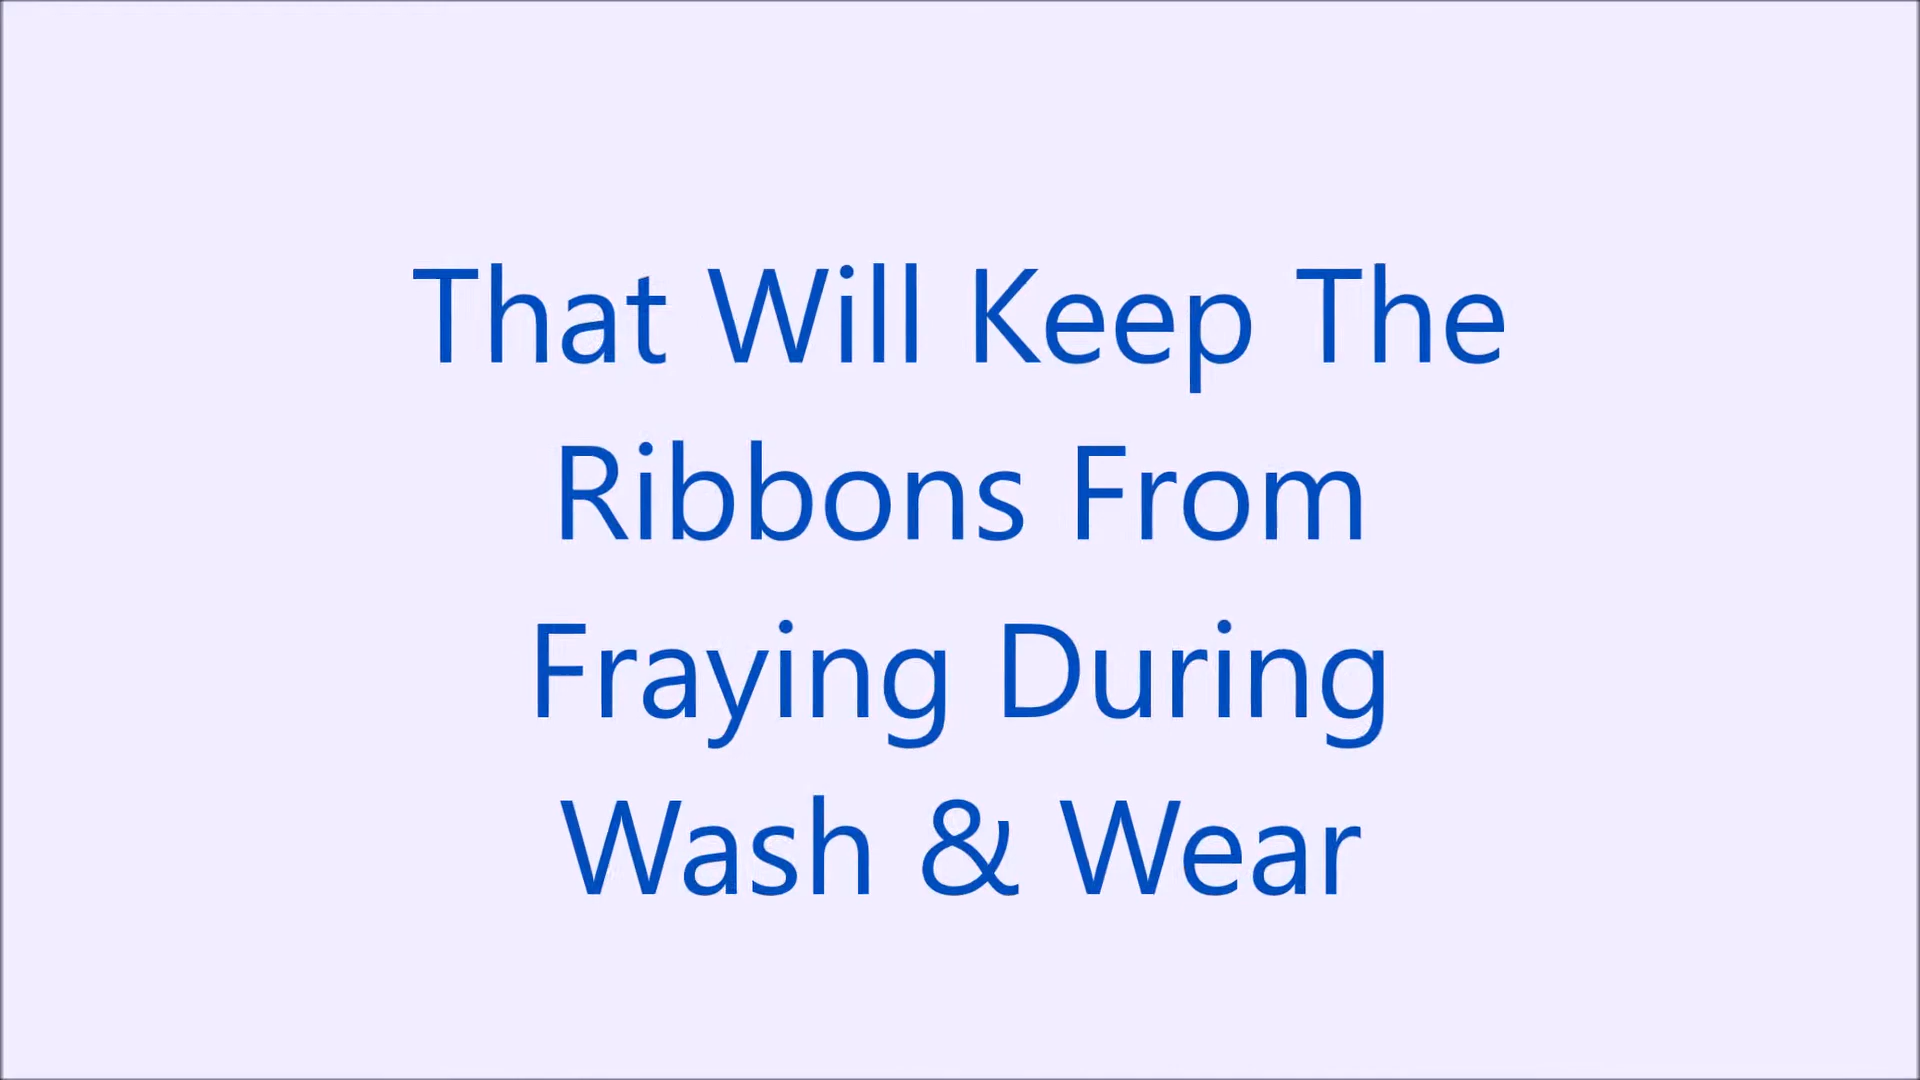 That Will Keep The
Ribbons From
Fraying During
Wash & Wear